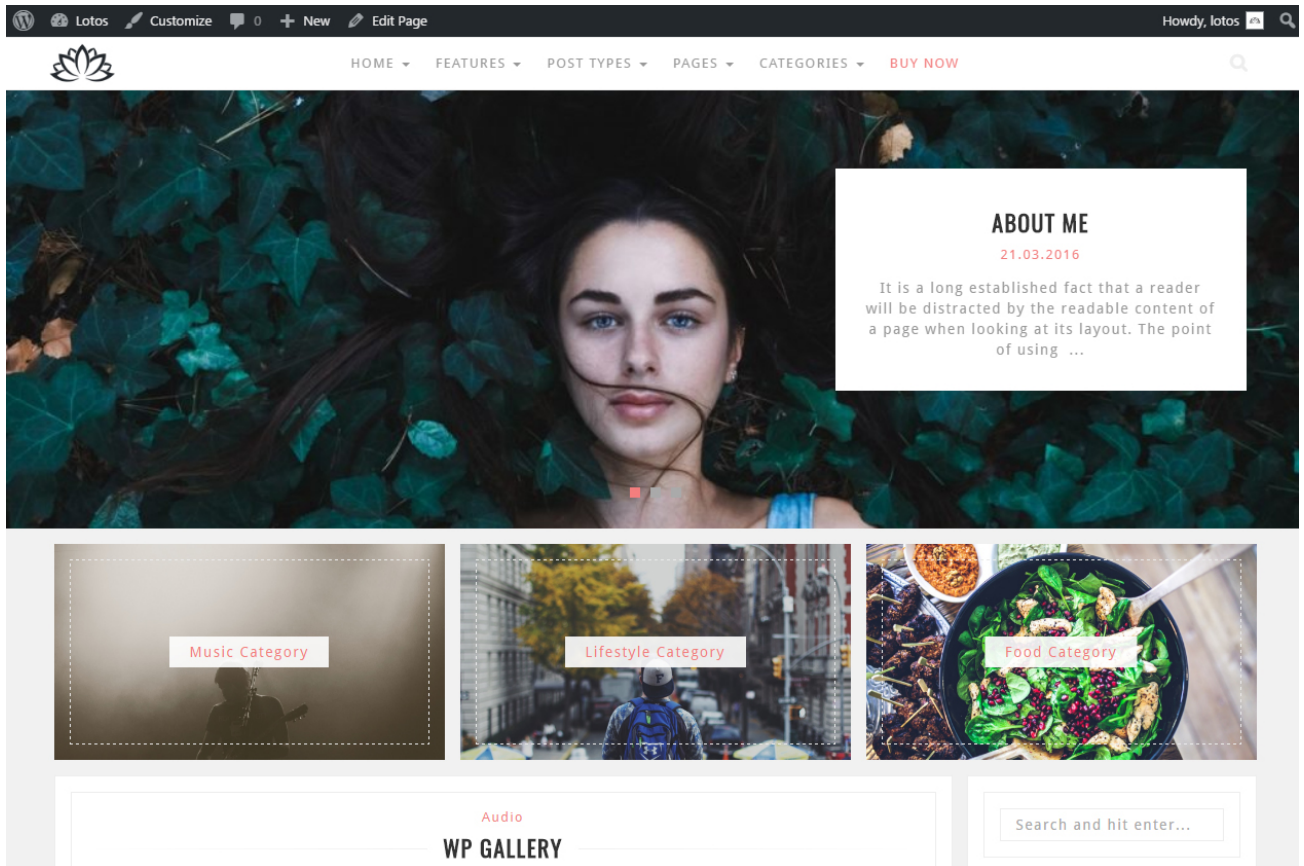 Lotos
Customize
0
New
Edit Page
Howdy, lotos
HOME
FEATURES
POST TYPES
PAGES
CATEGORIES
BUY NOW
ABOUT ME
21.03.2016
It is a long established fact that a reader
will be distracted by the readable content of
a page when looking at its layout. The point
of using ...
Music Category
Lifestyle Category
Food Category
Audio
WP GALLERY
Search and hit enter...